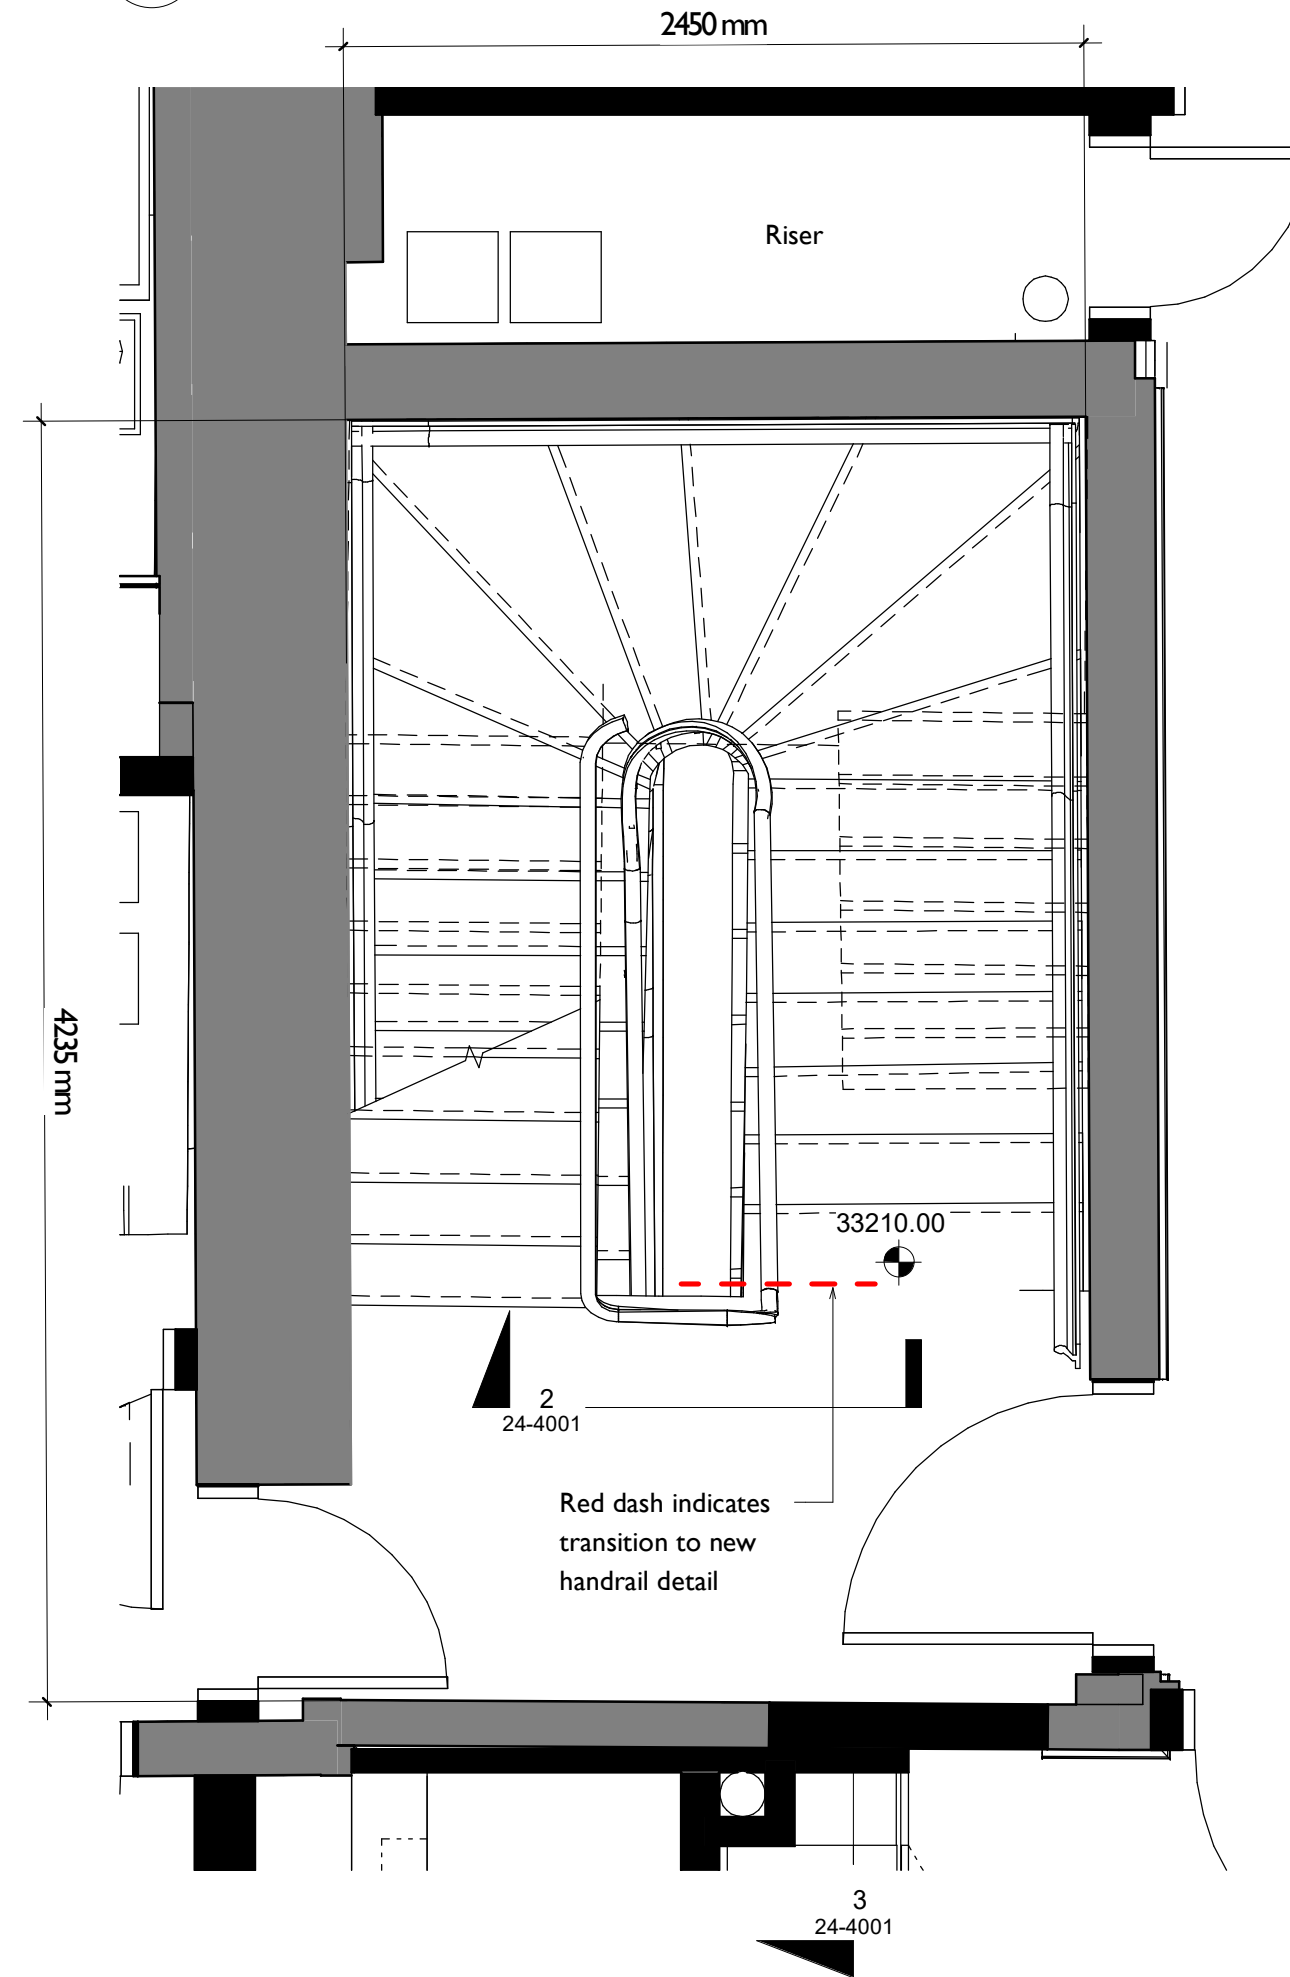 2450 mm
Riser
4235 mm
33210.00
2
24-4001
Red dash indicates
transition to new
handrail detail
3
24-4001